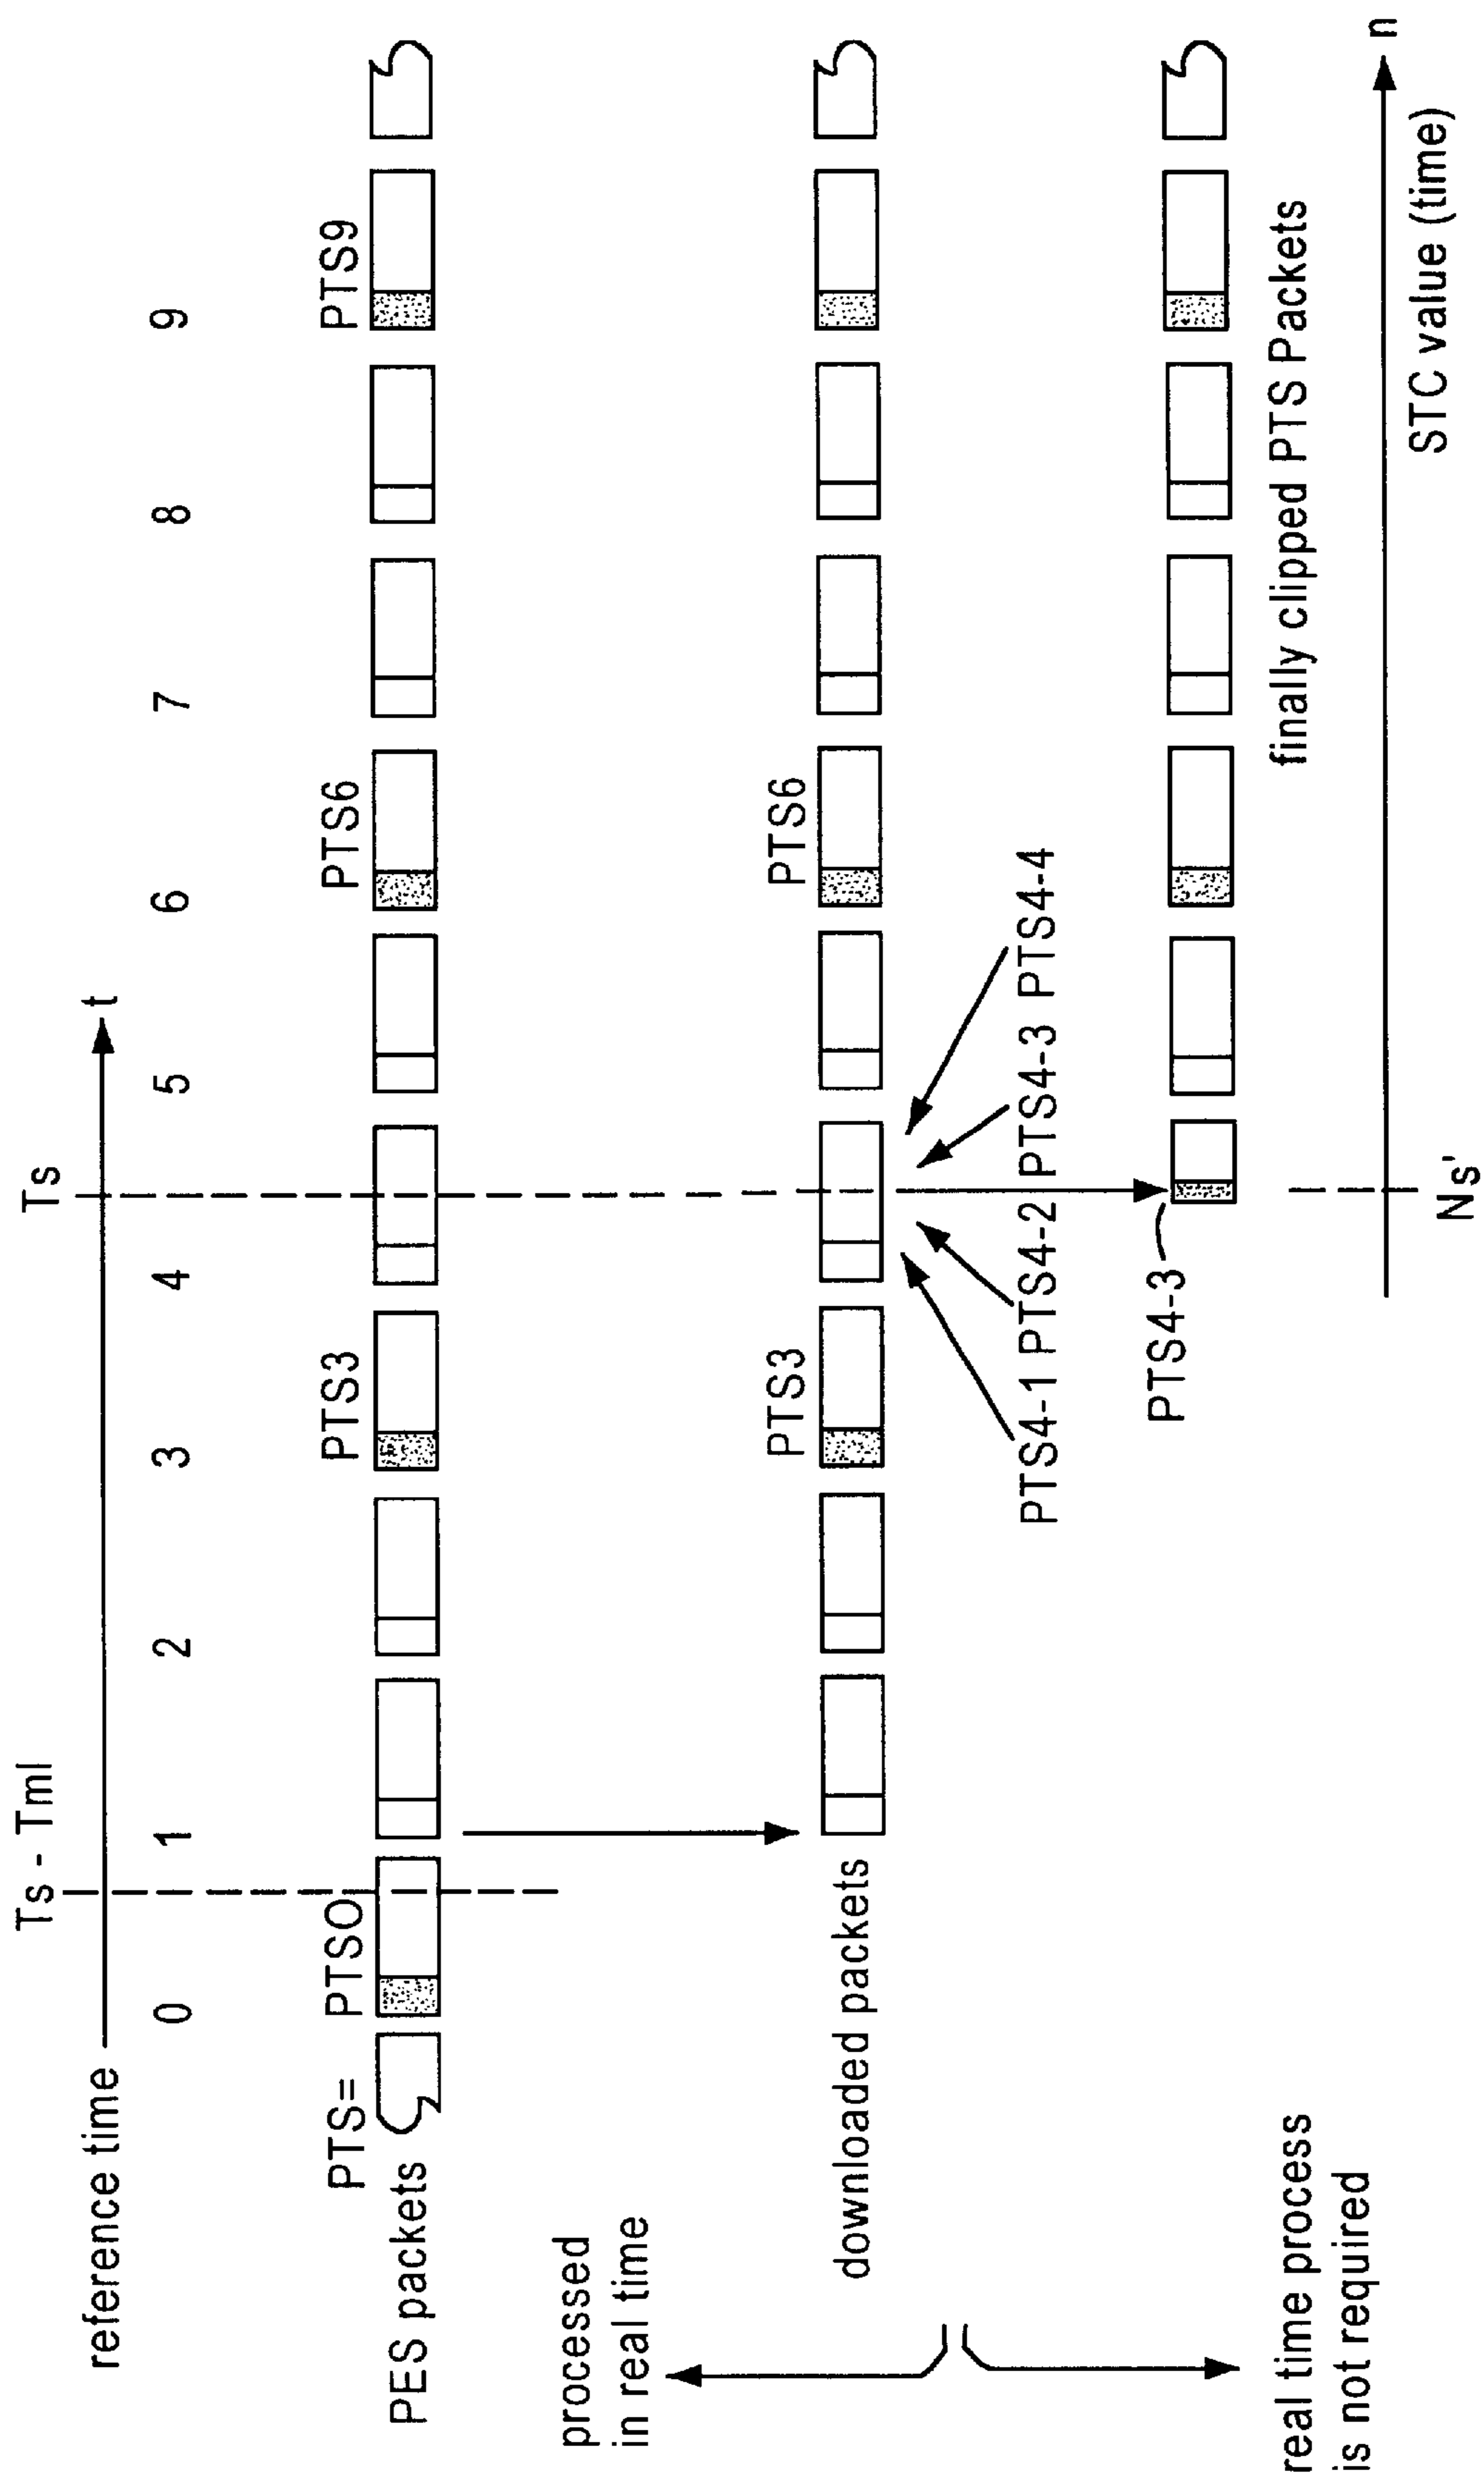 Ts - Tml
Ts
reference time
t
0 1 2 3 4 5 6 7 8 9
PTS= PTSO PTS3 PTS6 PTS9
PES packets
processed
in real time
PTS3 PTS6
downloaded packets
PTS4-1 PTS4-2 PTS4-3 PTS4-4
PTS4-3
finally clipped PTS Packets
real time process
is not required
n
STC value (time)
Ns'